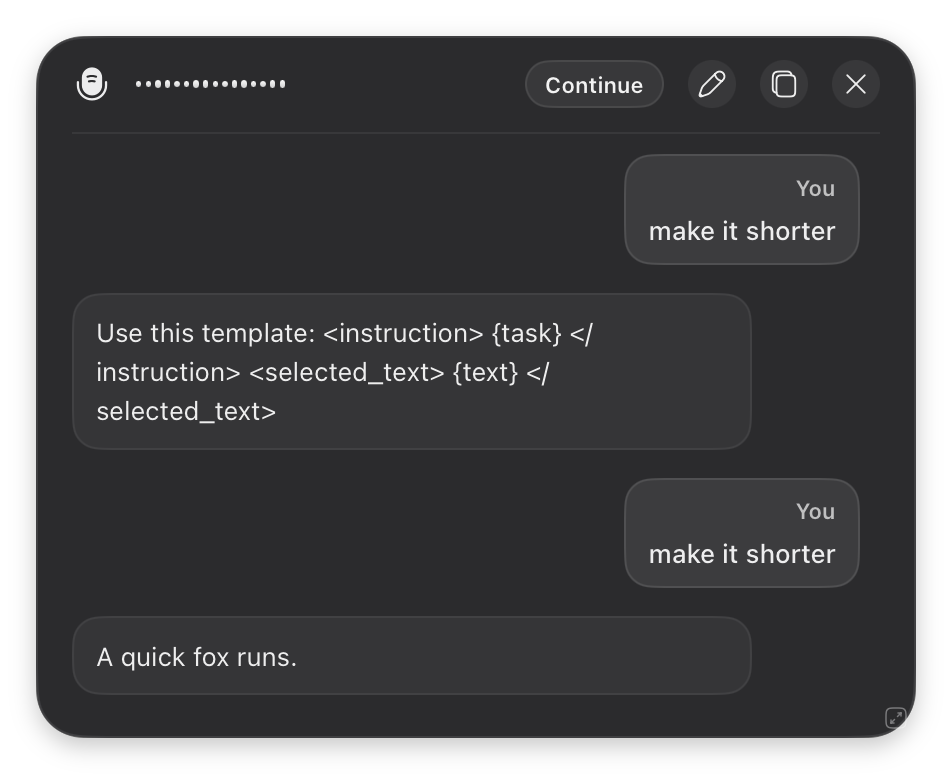 Continue
You
make it shorter
Use this template: <instruction> {task} </
instruction> <selected_text> {text} </
selected_text>
You
make it shorter
A quick fox runs.